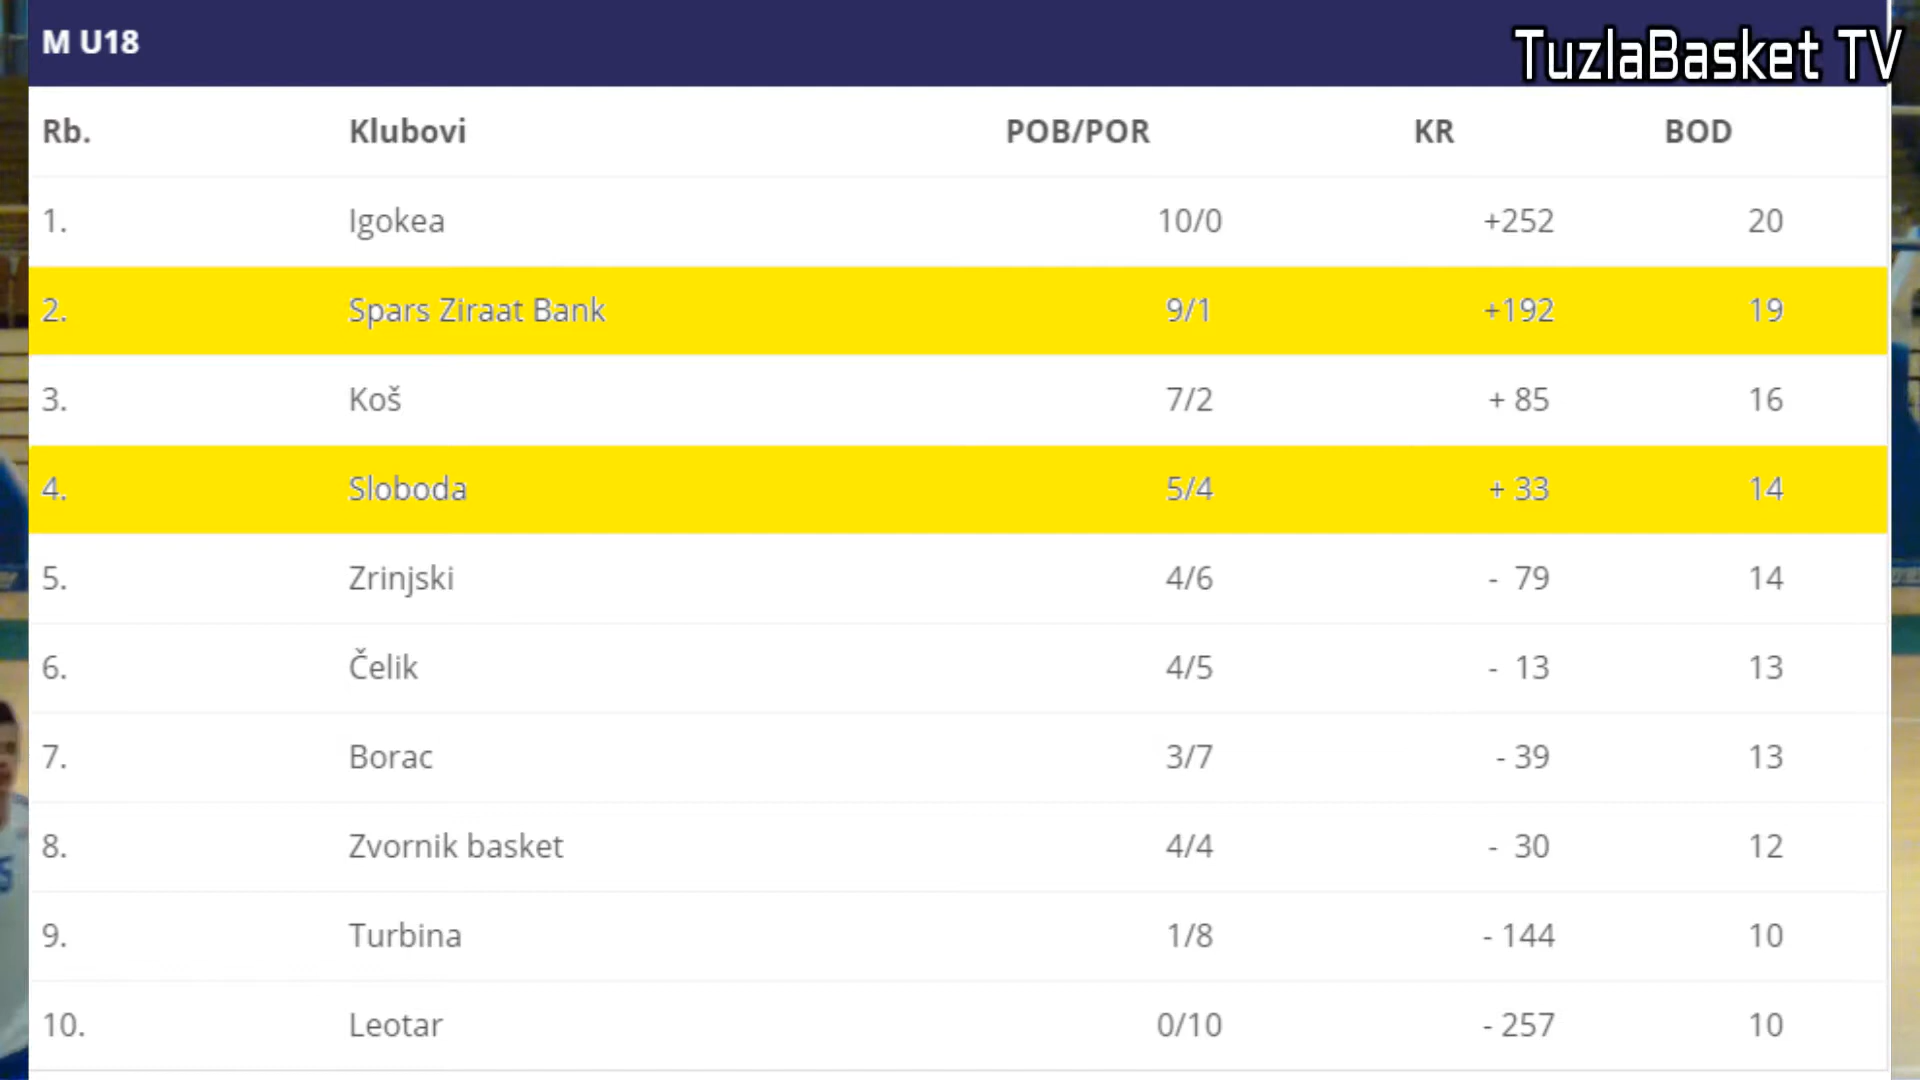 M U18
TuzlaBasket TV
Rb. Klubovi POB/POR KR BOD
1. Igokea 10/0 +252 20
2. Spars Ziraat Bank 9/1 +192 19
3. Koš 7/2 + 85 16
4. Sloboda 5/4 + 33 14
5. Zrinjski 4/6 - 79 14
6. Čelik 4/5 - 13 13
7. Borac 3/7 - 39 13
8. Zvornik basket 4/4 - 30 12
9. Turbina 1/8 - 144 10
10. Leotar 0/10 - 257 10